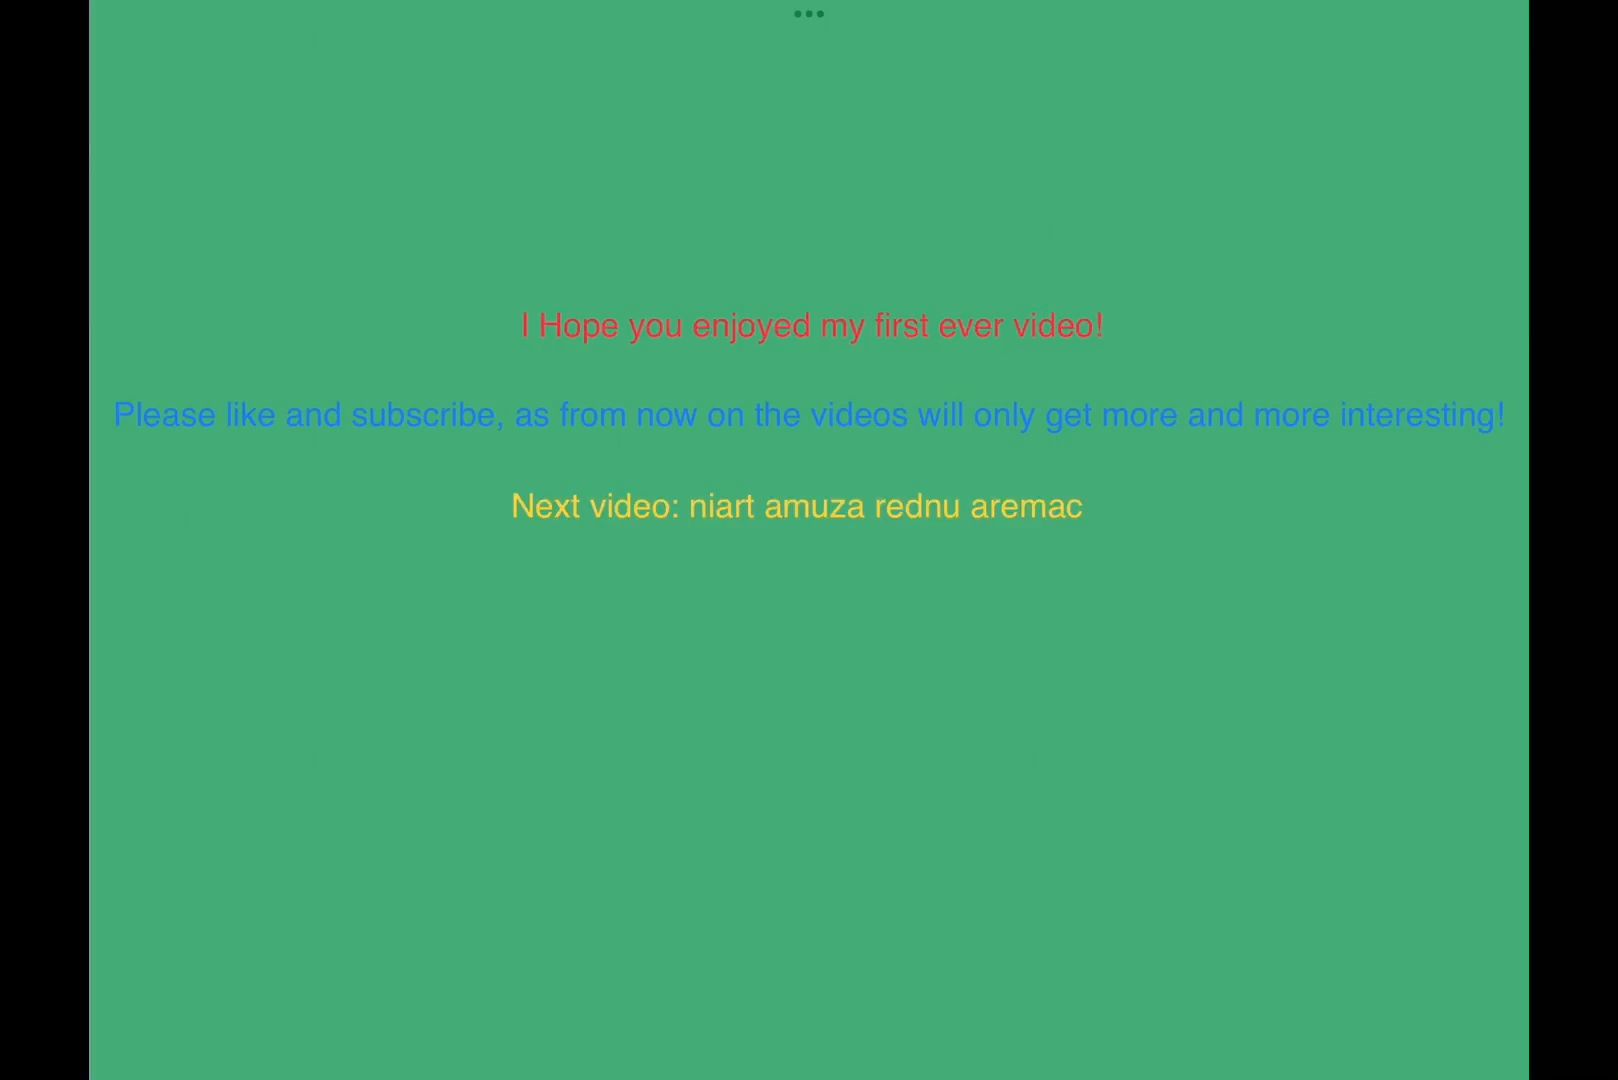 I Hope you enjoyed my first ever video!
Please like and subscribe, as from now on the videos will only get more and more interesting!
Next video: niart amuza rednu aremac